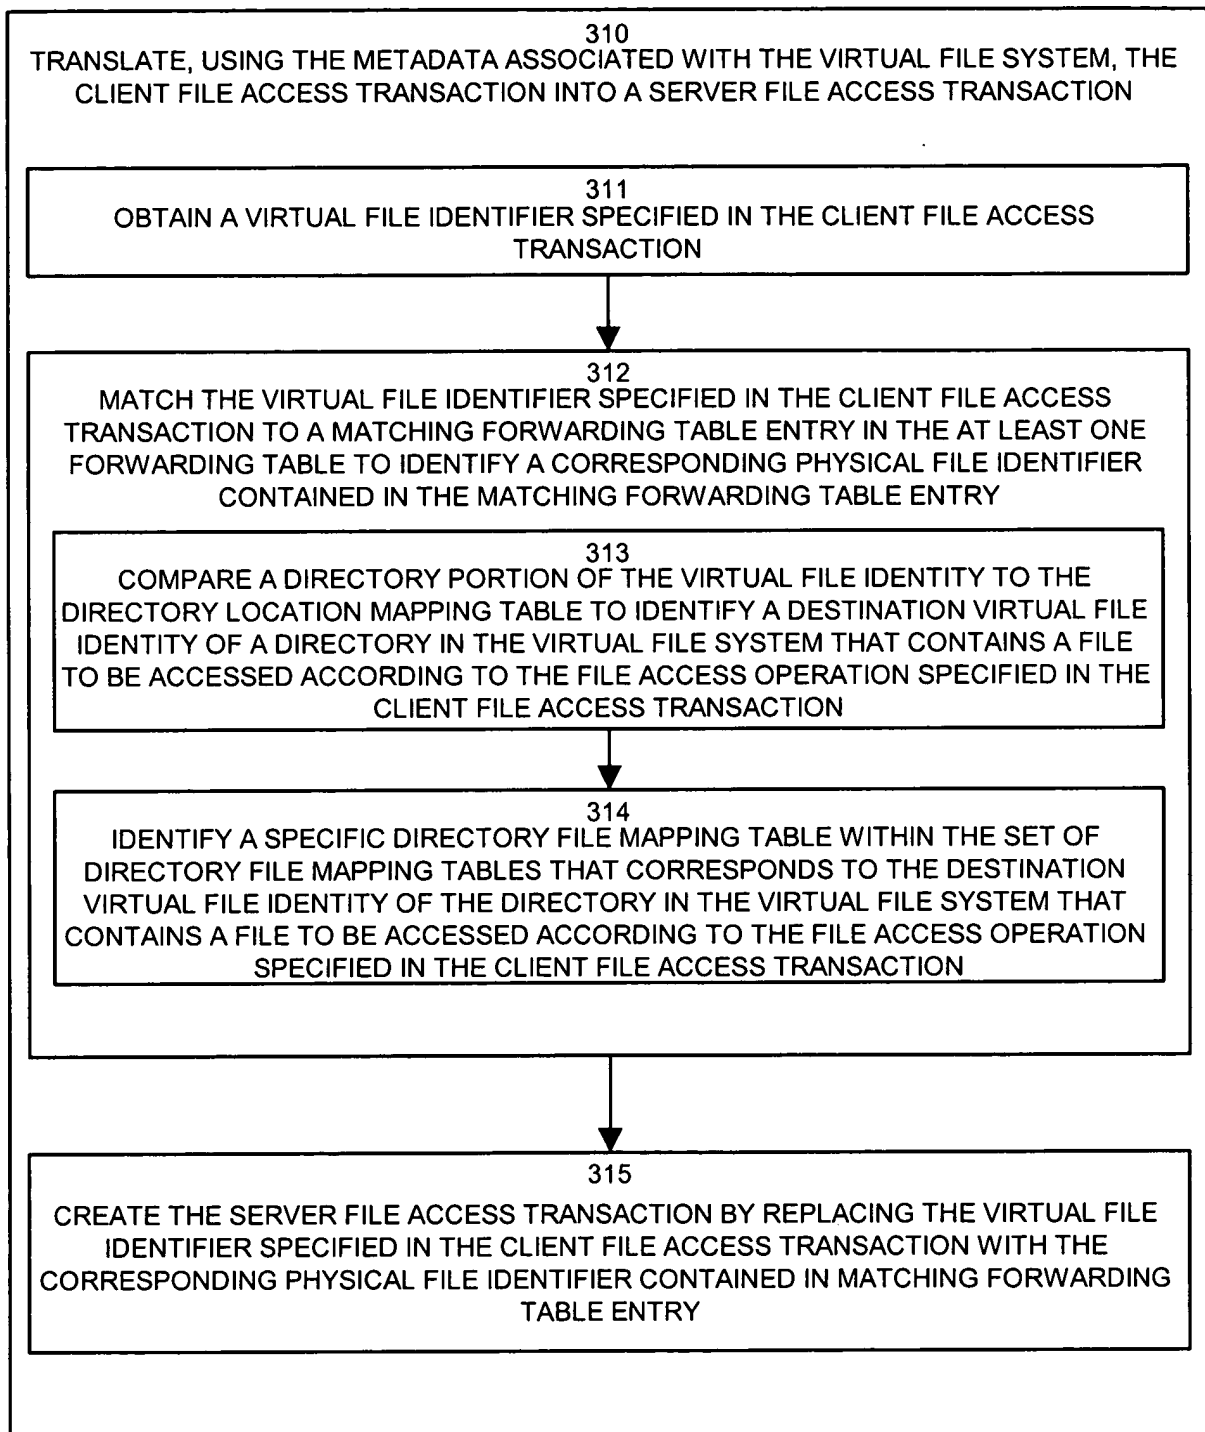 310
TRANSLATE, USING THE METADATA ASSOCIATED WITH THE VIRTUAL FILE SYSTEM, THE
CLIENT FILE ACCESS TRANSACTION INTO A SERVER FILE ACCESS TRANSACTION
311
OBTAIN A VIRTUAL FILE IDENTIFIER SPECIFIED IN THE CLIENT FILE ACCESS
TRANSACTION
312
MATCH THE VIRTUAL FILE IDENTIFIER SPECIFIED IN THE CLIENT FILE ACCESS
TRANSACTION TO A MATCHING FORWARDING TABLE ENTRY IN THE AT LEAST ONE
FORWARDING TABLE TO IDENTIFY A CORRESPONDING PHYSICAL FILE IDENTIFIER
CONTAINED IN THE MATCHING FORWARDING TABLE ENTRY
313
COMPARE A DIRECTORY PORTION OF THE VIRTUAL FILE IDENTITY TO THE
DIRECTORY LOCATION MAPPING TABLE TO IDENTIFY A DESTINATION VIRTUAL FILE
IDENTITY OF A DIRECTORY IN THE VIRTUAL FILE SYSTEM THAT CONTAINS A FILE
TO BE ACCESSED ACCORDING TO THE FILE ACCESS OPERATION SPECIFIED IN THE
CLIENT FILE ACCESS TRANSACTION
314
IDENTIFY A SPECIFIC DIRECTORY FILE MAPPING TABLE WITHIN THE SET OF
DIRECTORY FILE MAPPING TABLES THAT CORRESPONDS TO THE DESTINATION
VIRTUAL FILE IDENTITY OF THE DIRECTORY IN THE VIRTUAL FILE SYSTEM THAT
CONTAINS A FILE TO BE ACCESSED ACCORDING TO THE FILE ACCESS OPERATION
SPECIFIED IN THE CLIENT FILE ACCESS TRANSACTION
315
CREATE THE SERVER FILE ACCESS TRANSACTION BY REPLACING THE VIRTUAL FILE
IDENTIFIER SPECIFIED IN THE CLIENT FILE ACCESS TRANSACTION WITH THE
CORRESPONDING PHYSICAL FILE IDENTIFIER CONTAINED IN MATCHING FORWARDING
TABLE ENTRY